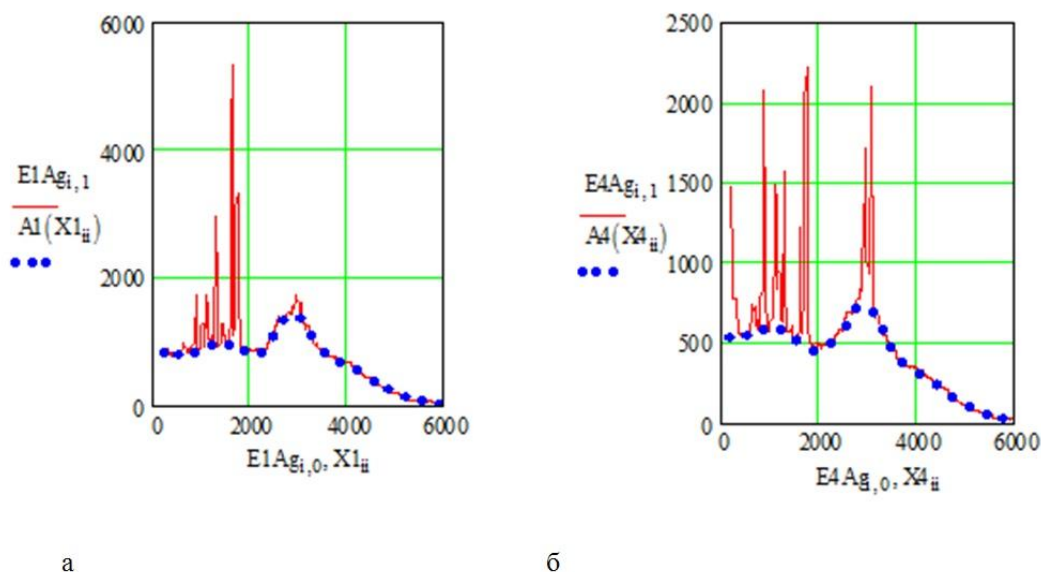 6000
4000
2000
0
E1Ag_{i,1}
A1(X1_{ii})
0 2000 4000 6000
E1Ag_{i,0}, X1_{ii}
а
2500
2000
1500
1000
500
0
E4Ag_{i,1}
A4(X4_{ii})
0 2000 4000 6000
E4Ag_{i,0}, X4_{ii}
б